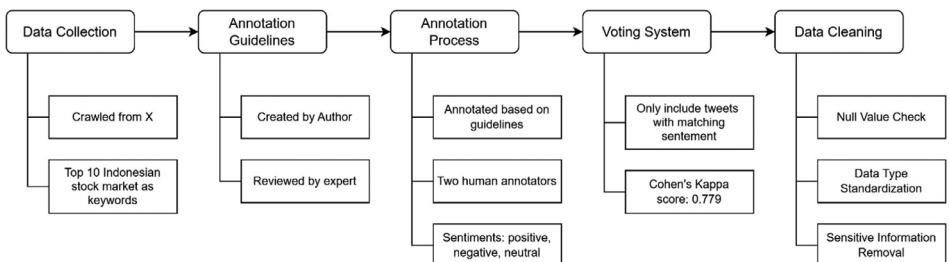 Data Collection
Annotation
Guidelines
Annotation
Process
Voting System
Data Cleaning
Crawled from X
Top 10 Indonesian
stock market as
keywords
Created by Author
Reviewed by expert
Annotated based on
guidelines
Two human annotators
Sentiments: positive,
negative, neutral
Only include tweets
with matching
sentement
Cohen's Kappa
score: 0.779
Null Value Check
Data Type
Standardization
Sensitive Information
Removal